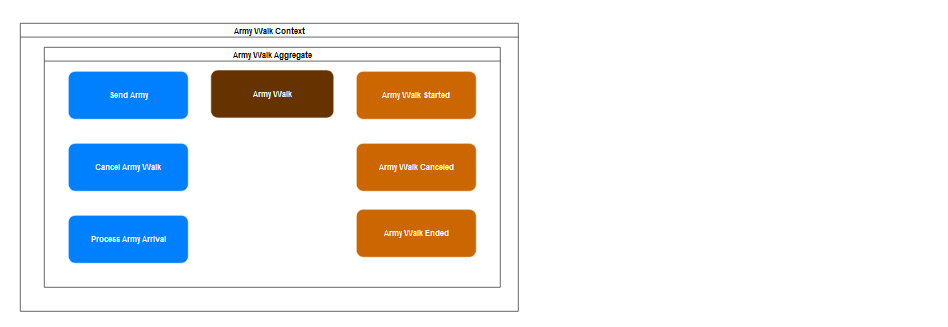 Army Walk Context
Army Walk Aggregate
Send Army
Army Walk
Army Walk Started
Cancel Army Walk
Army Walk Canceled
Process Army Arrival
Army Walk Ended